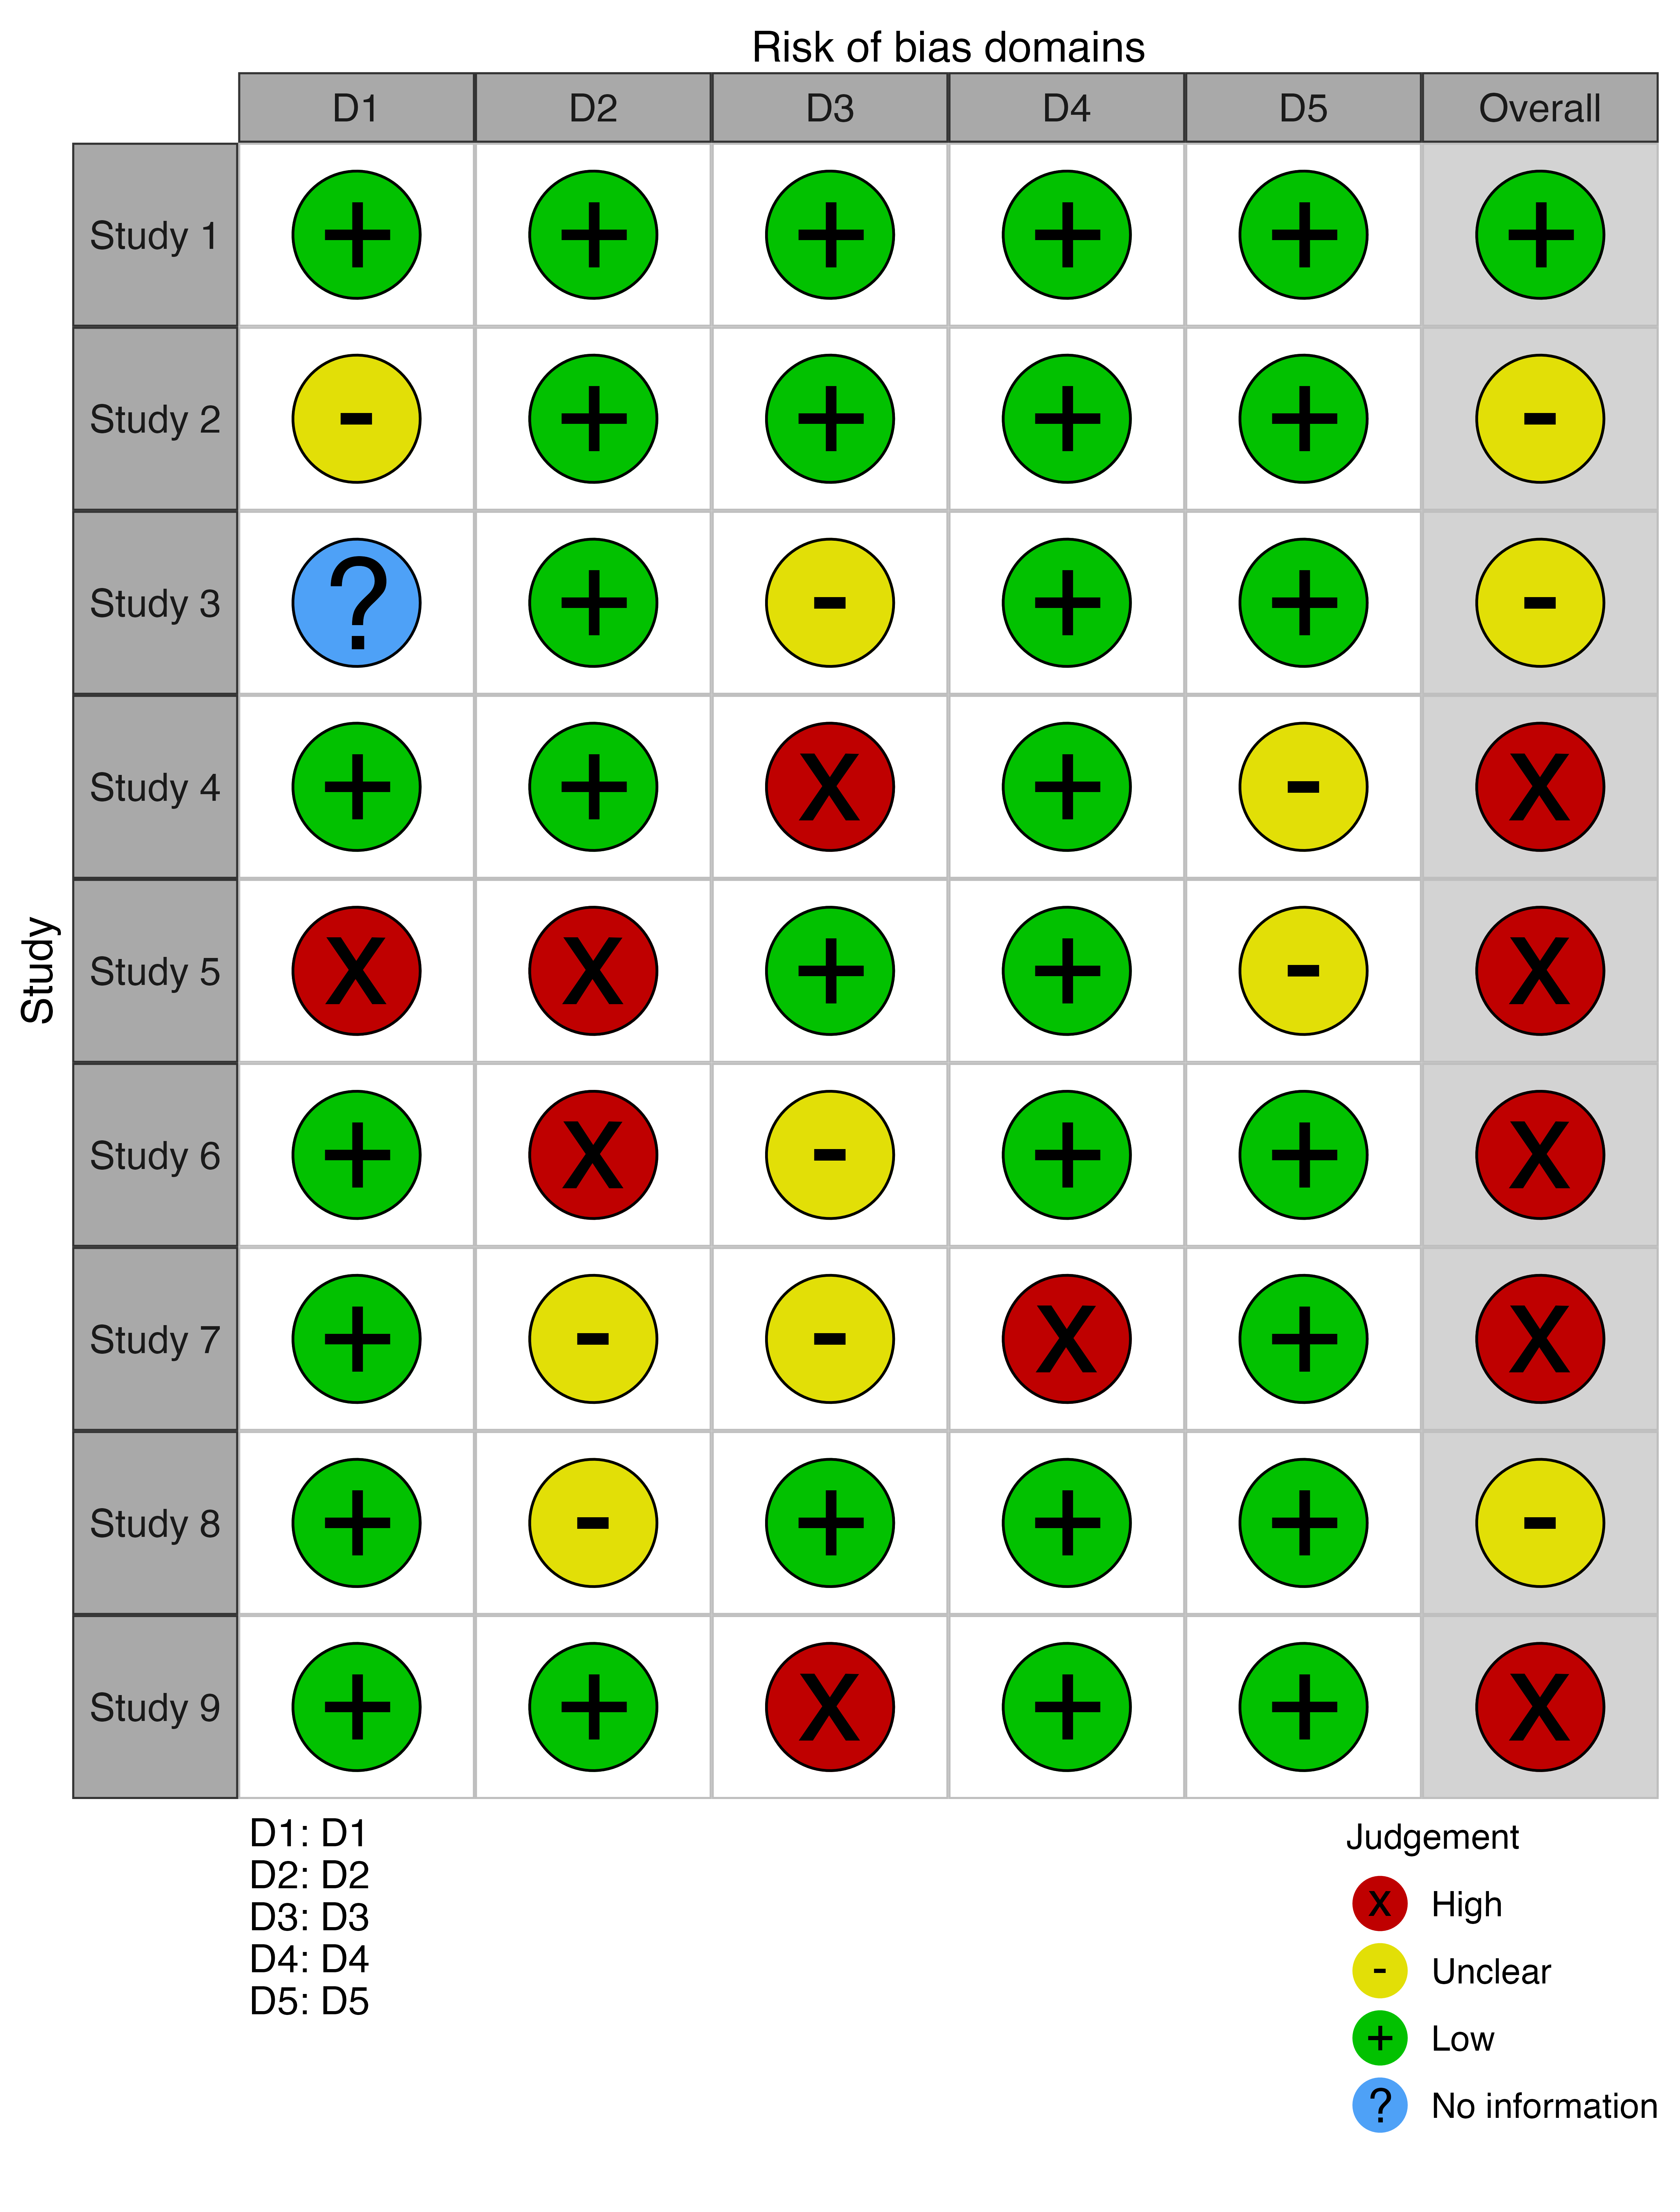 Risk of bias domains
D1 D2 D3 D4 D5 Overall
Study 1 + + + + + +
Study 2 - + + + + -
Study 3 ? + - + + -
Study 4 + + X + - X
Study 5 X X + + - X
Study 6 + X - + + X
Study 7 + - - X + X
Study 8 + - + + + -
Study 9 + + X + + X
Study
D1: D1
D2: D2
D3: D3
D4: D4
D5: D5
Judgement
X High
- Unclear
+ Low
? No information